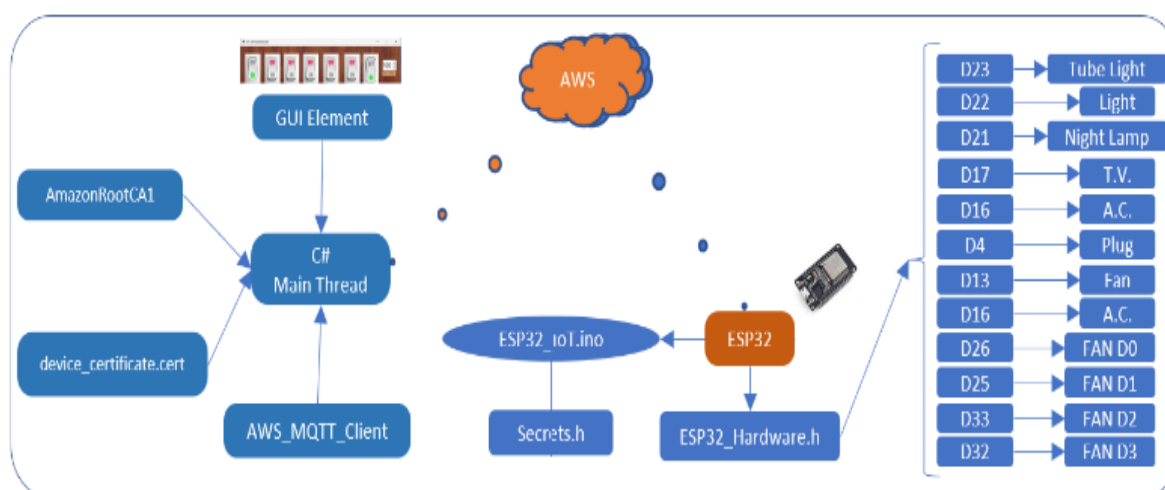 AWS
GUI Element
AmazonRootCA1
C#
Main Thread
device_certificate.cert
AWS_MQTT_Client
ESP32_IoT.ino
ESP32
Secrets.h
ESP32_Hardware.h
D23 Tube Light
D22 Light
D21 Night Lamp
D17 T.V.
D16 A.C.
D4 Plug
D13 Fan
D16 A.C.
D26 FAN D0
D25 FAN D1
D33 FAN D2
D32 FAN D3